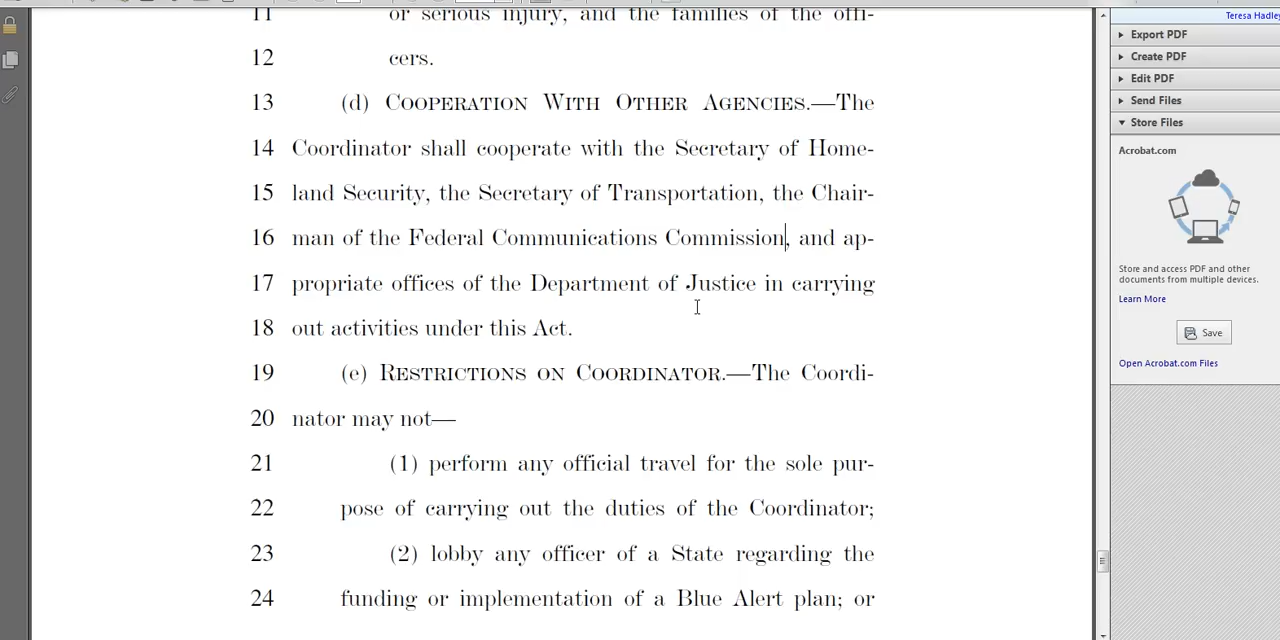 Teresa Hadley
11 or serious injury, and the families of the offi-
12 cers.
13 (d) COOPERATION WITH OTHER AGENCIES.—The
14 Coordinator shall cooperate with the Secretary of Home-
15 land Security, the Secretary of Transportation, the Chair-
16 man of the Federal Communications Commission, and ap-
17 propriate offices of the Department of Justice in carrying
18 out activities under this Act.
19 (e) RESTRICTIONS ON COORDINATOR.—The Coordi-
20 nator may not—
21 (1) perform any official travel for the sole pur-
22 pose of carrying out the duties of the Coordinator;
23 (2) lobby any officer of a State regarding the
24 funding or implementation of a Blue Alert plan; or
Export PDF
Create PDF
Edit PDF
Send Files
Store Files
Acrobat.com
Store and access PDF and other
documents from multiple devices.
Learn More
Save
Open Acrobat.com Files